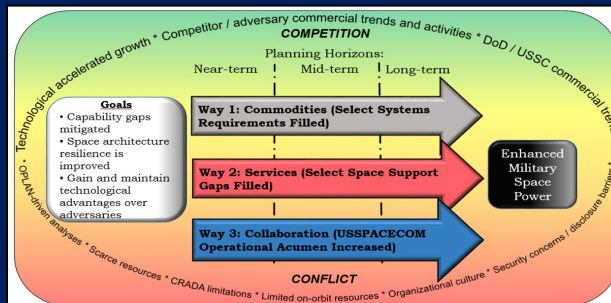 Technological accelerated growth * Competitor / adversary commercial trends and activities * DoD / USSC commercial trends
COMPETITION
Planning Horizons:
Near-term
Mid-term
Long-term
Goals
• Capability gaps
mitigated
• Space architecture
resilience is
improved
• Gain and maintain
technological
advantages over
adversaries
Way 1: Commodities (Select Systems
Requirements Filled)
Way 2: Services (Select Space Support
Gaps Filled)
Way 3: Collaboration (USSPACECOM
Operational Acumen Increased)
Enhanced
Military
Space
Power
CONFLICT
OPLAN-driven analyses * Scarce resources * CRADA limitations * Limited on-orbit resources * Organizational culture * Security concerns / disclosure barriers *